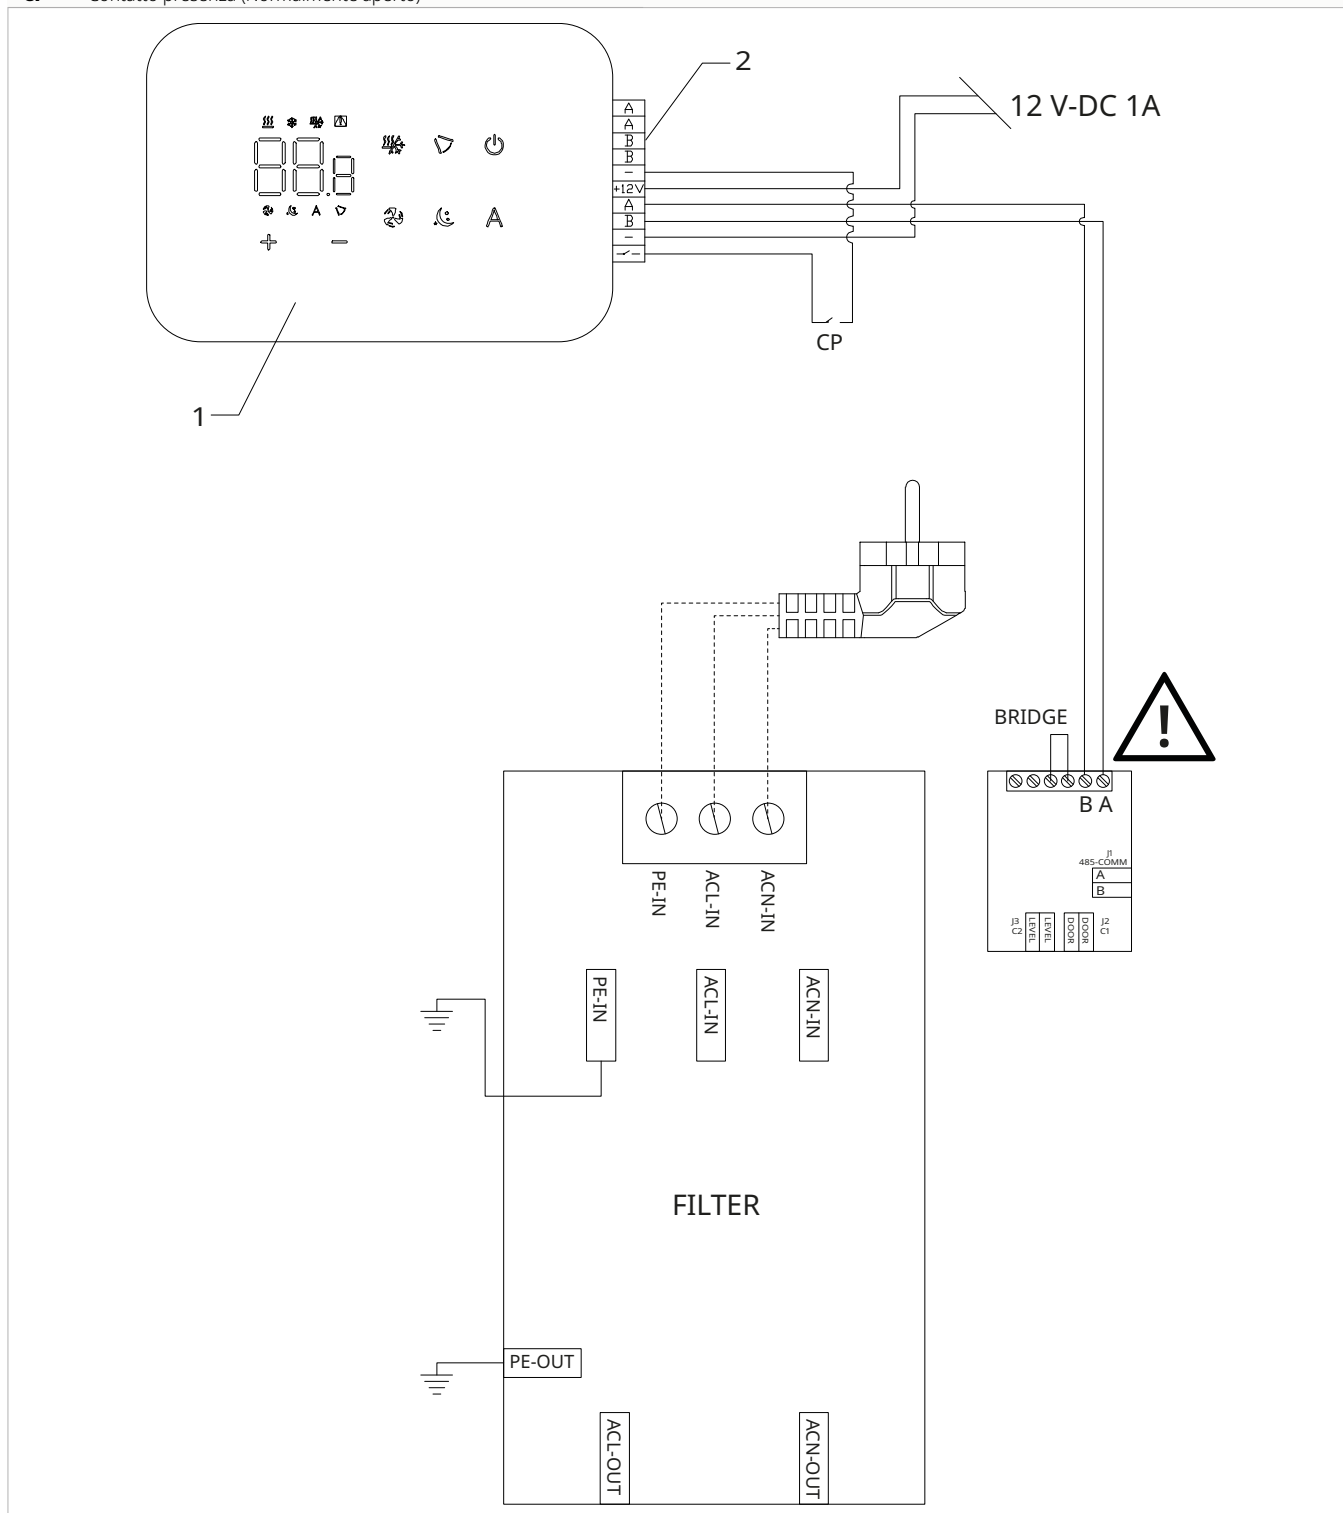 Contatto presenza (Normalmente aperto)
2
12 V-DC 1A
A
A
B
B
-
+12V
A
B
-
A
A
CP
1
BRIDGE
!
B A
J1
485-COMM
A
B
J3
C2
LEVEL
LEVEL
DOOR
DOOR
J2
C1
PE-IN
ACL-IN
ACN-IN
PE-IN
ACL-IN
ACN-IN
FILTER
PE-OUT
ACL-OUT
ACN-OUT